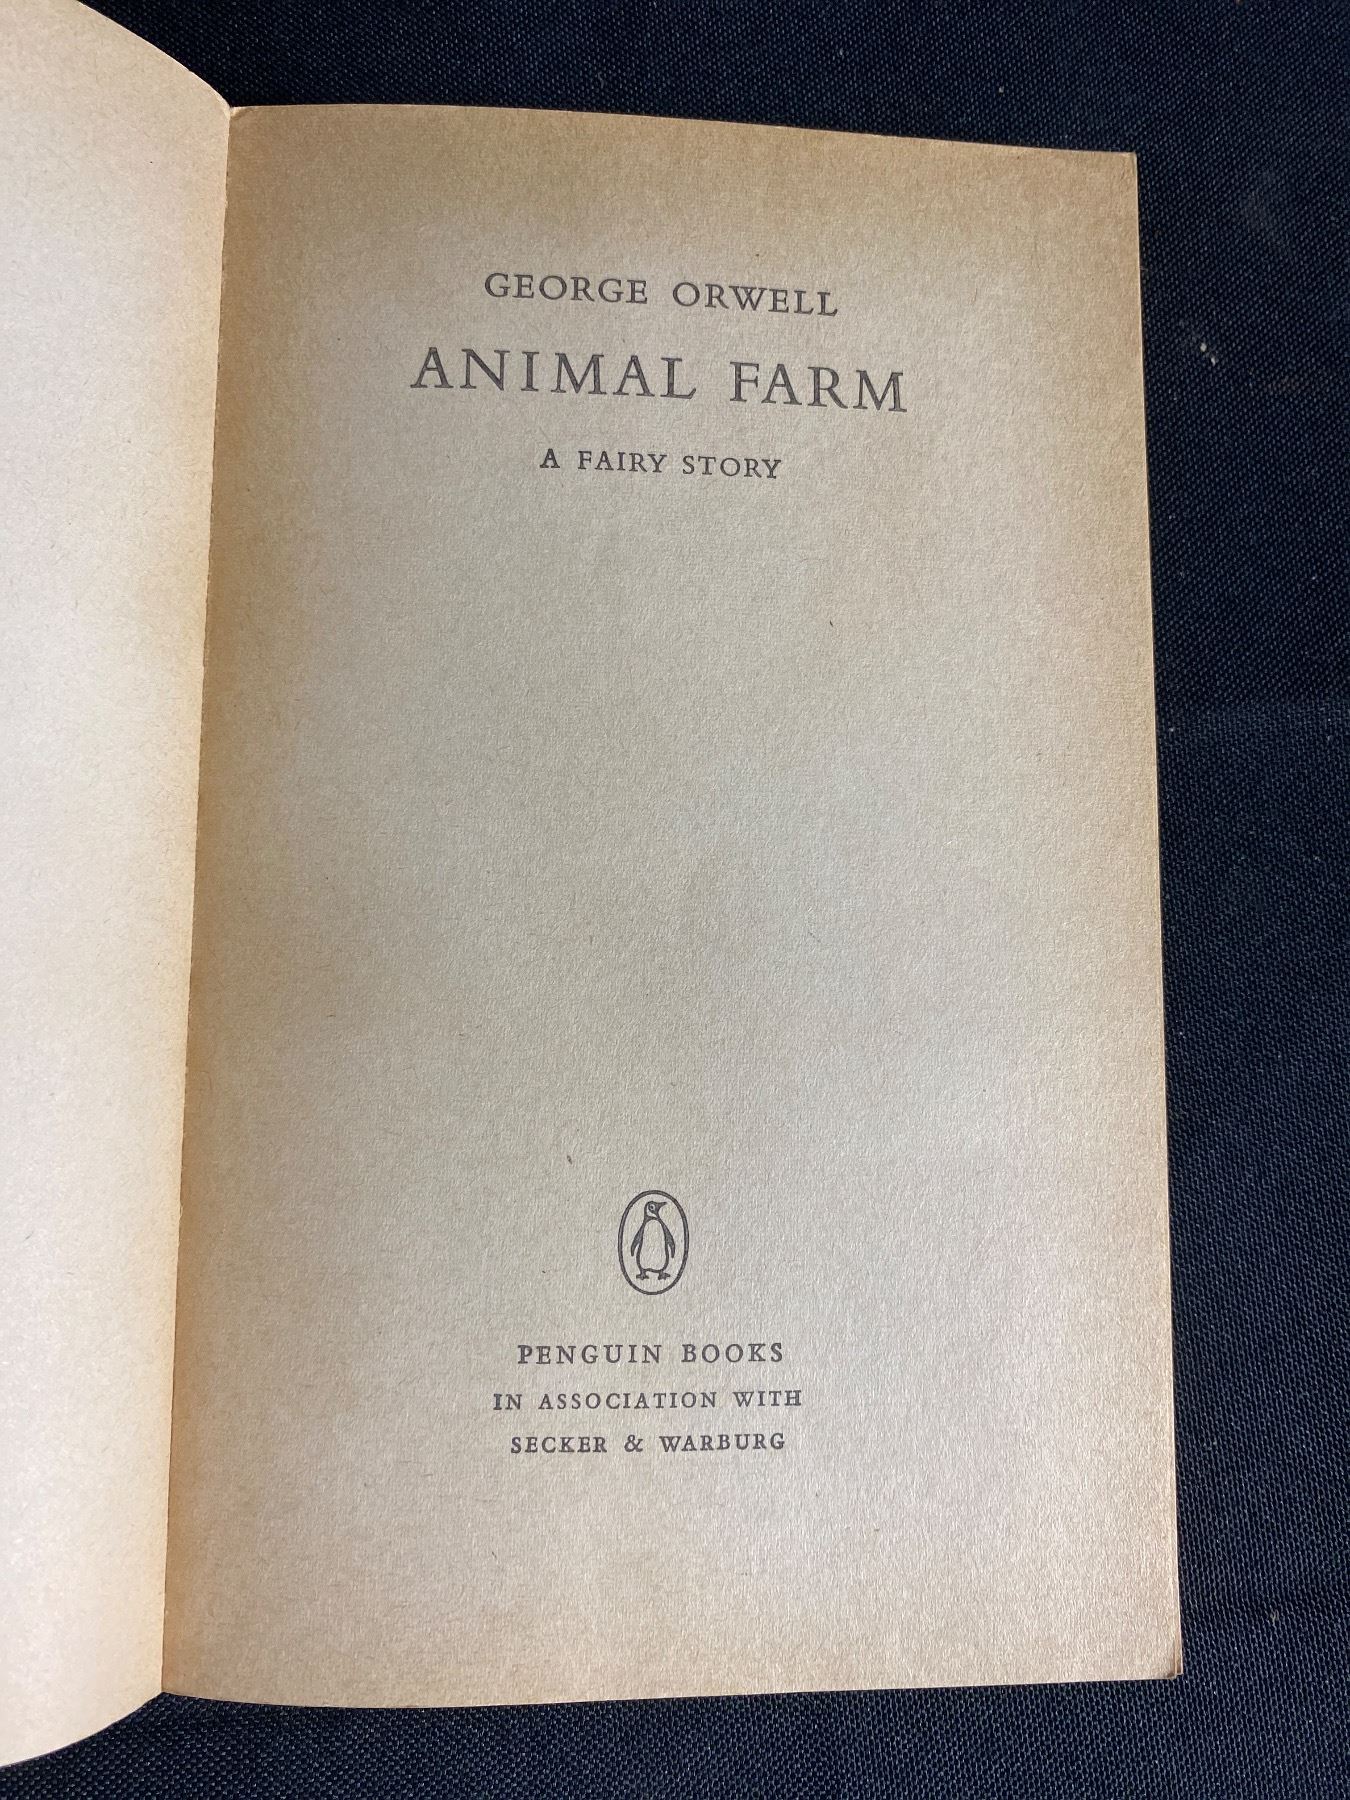 GEORGE ORWELL
ANIMAL FARM
A FAIRY STORY
PENGUIN BOOKS
IN ASSOCIATION WITH
SECKER & WARBURG